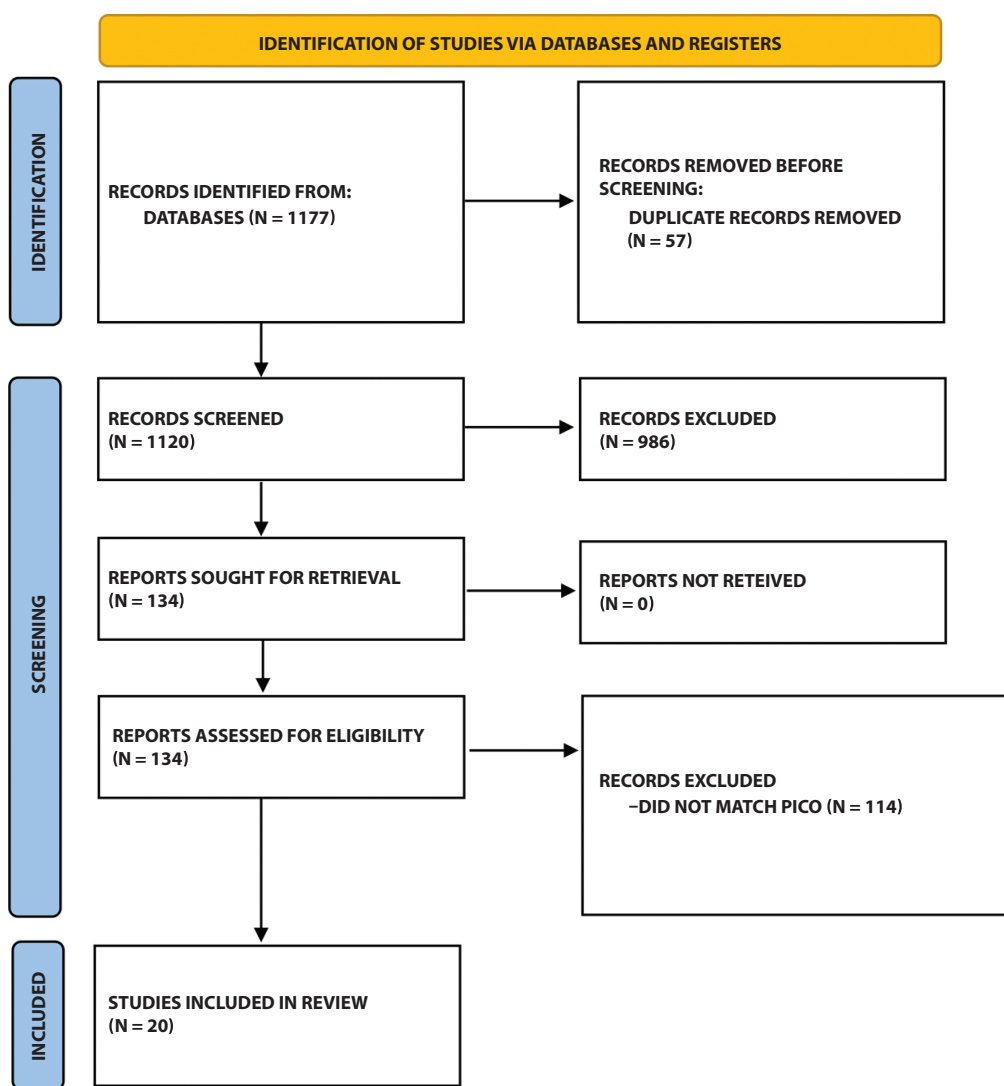 IDENTIFICATION OF STUDIES VIA DATABASES AND REGISTERS
IDENTIFICATION
RECORDS IDENTIFIED FROM:
DATABASES (N = 1177)
RECORDS REMOVED BEFORE
SCREENING:
DUPLICATE RECORDS REMOVED
(N = 57)
SCREENING
RECORDS SCREENED
(N = 1120)
RECORDS EXCLUDED
(N = 986)
REPORTS SOUGHT FOR RETRIEVAL
(N = 134)
REPORTS NOT RETEIVED
(N = 0)
REPORTS ASSESSED FOR ELIGIBILITY
(N = 134)
RECORDS EXCLUDED
–DID NOT MATCH PICO (N = 114)
INCLUDED
STUDIES INCLUDED IN REVIEW
(N = 20)